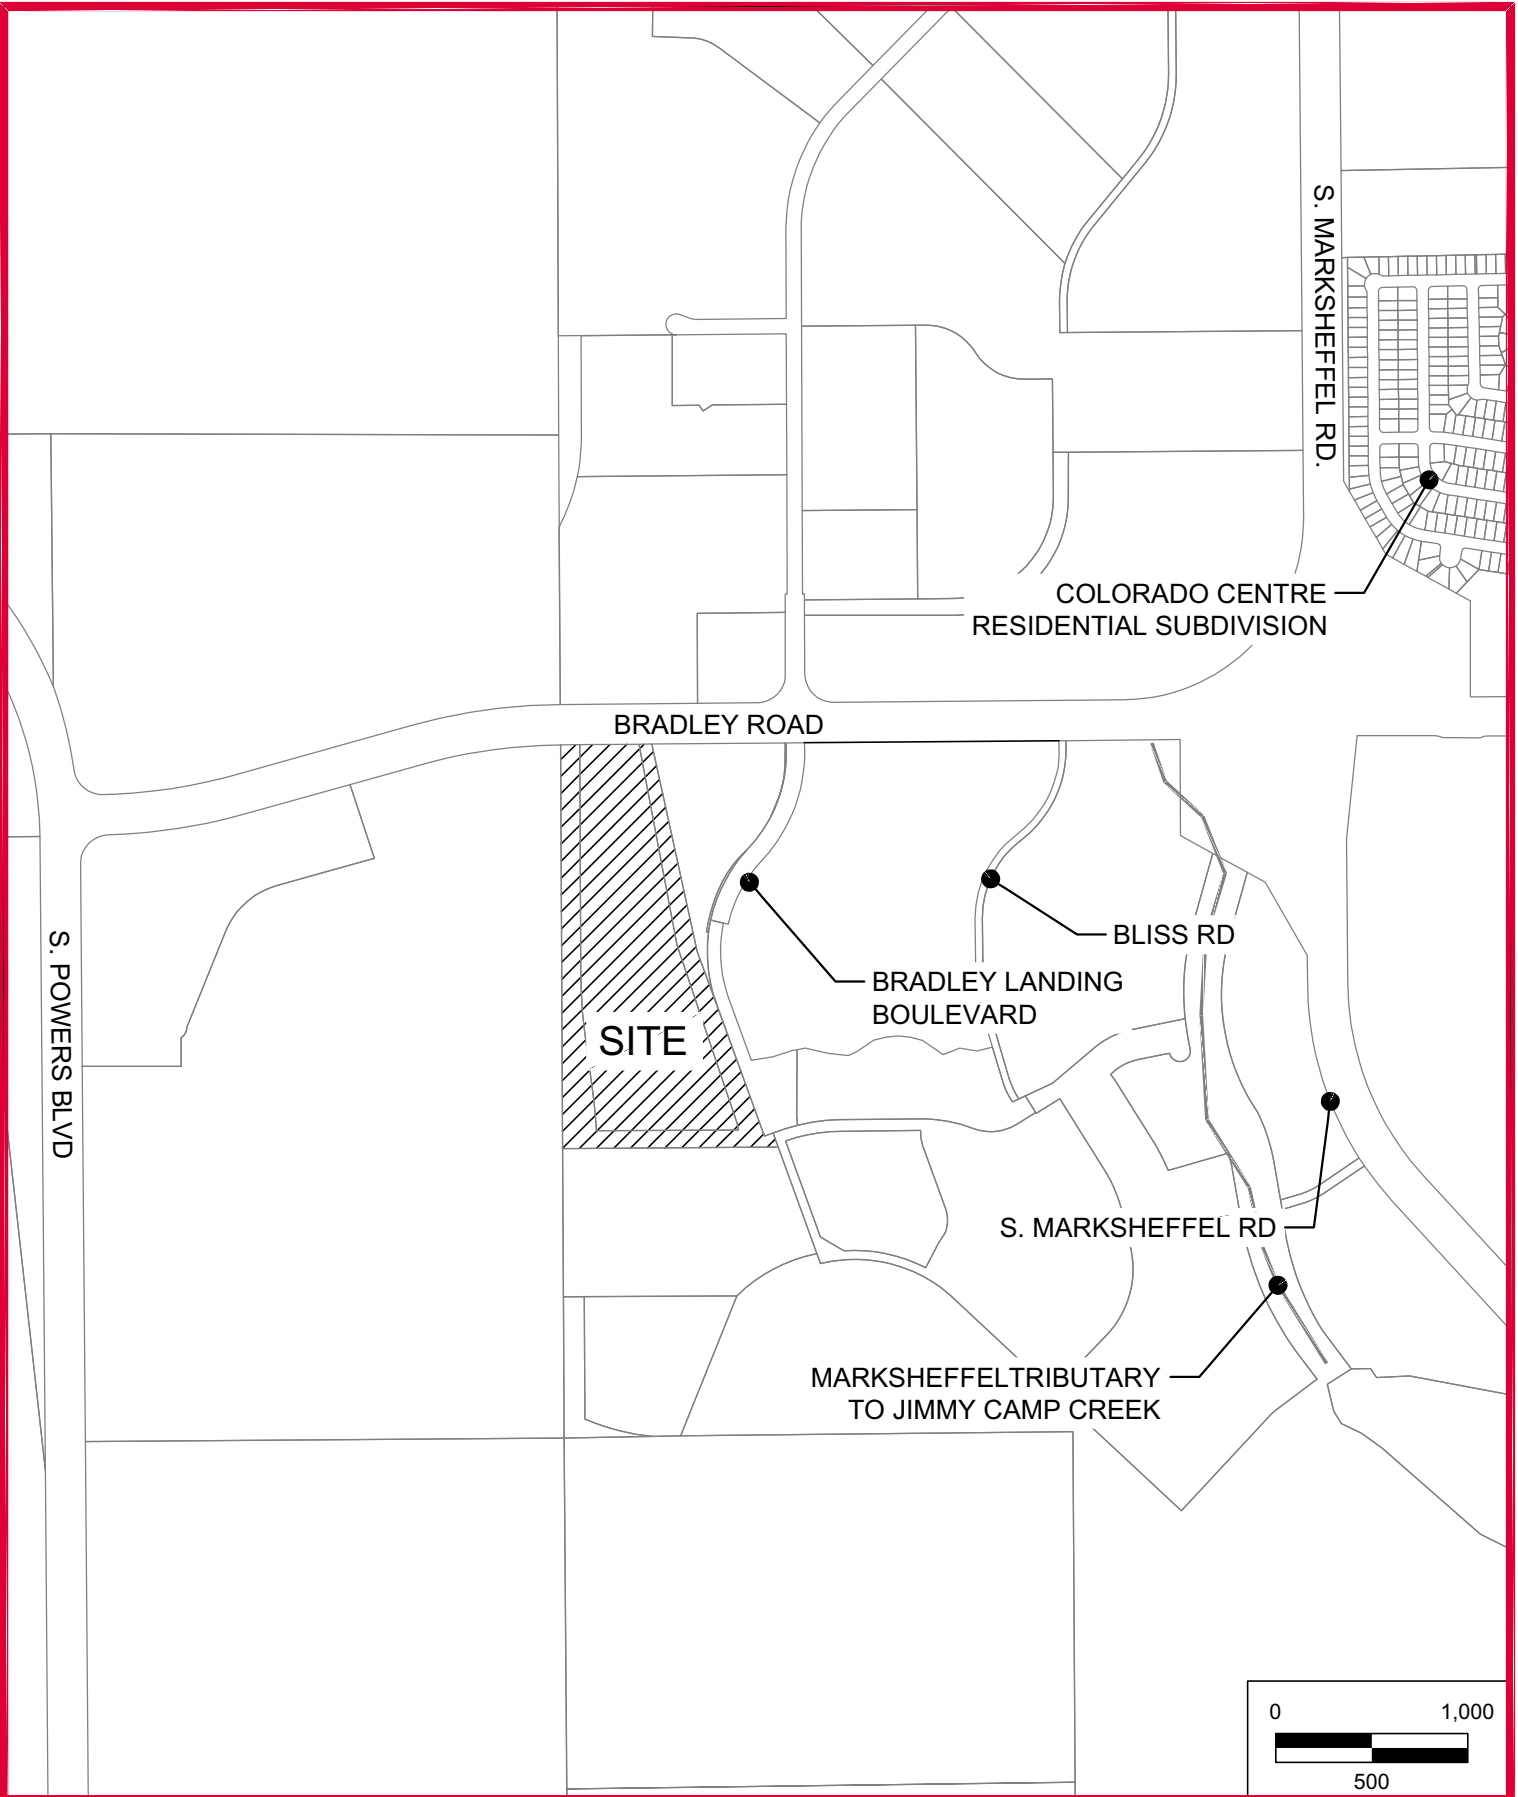 S. MARKSHEFFEL RD.
COLORADO CENTRE
RESIDENTIAL SUBDIVISION
BRADLEY ROAD
BLISS RD
BRADLEY LANDING
BOULEVARD
S. POWERS BLVD
SITE
S. MARKSHEFFEL RD
MARKSHEFFELTRIBUTARY
TO JIMMY CAMP CREEK
0 1,000
500